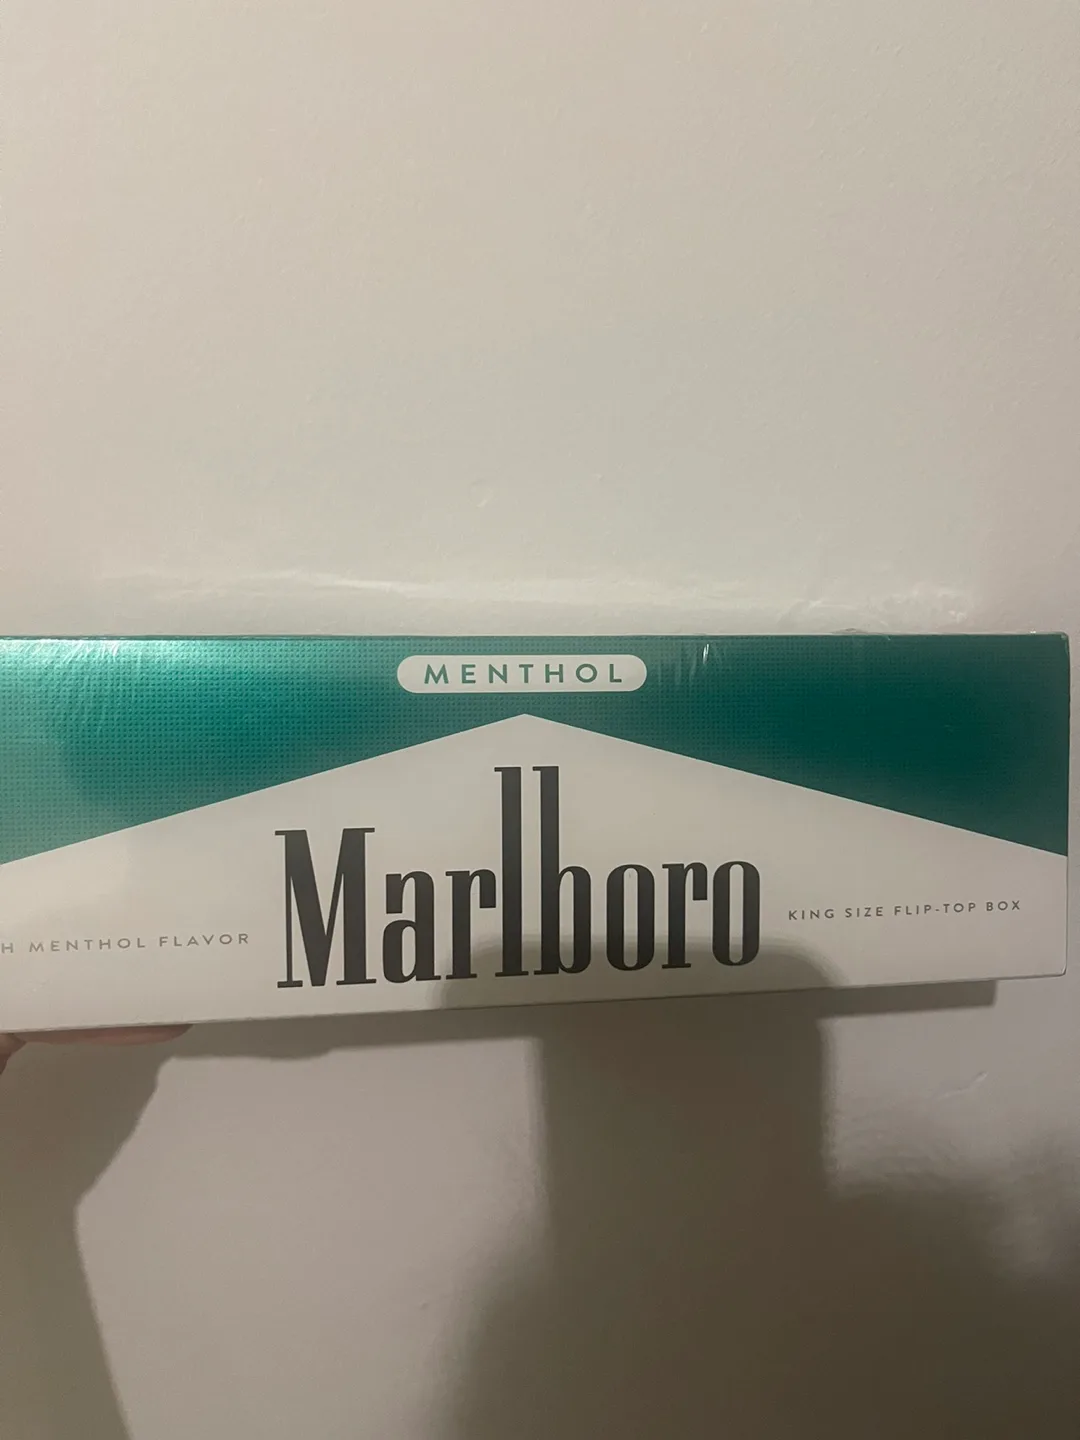 MENTHOL
Marlboro
MENTHOL FLAVOR
KING SIZE FLIP-TOP BOX